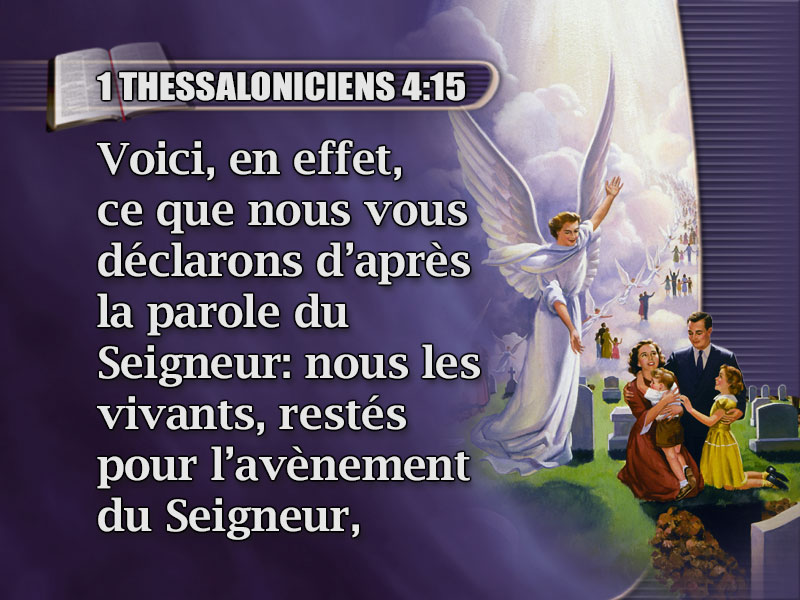 1 THESSALONICIENS 4:15
Voici, en effet,
ce que nous vous
déclarons d’après
la parole du
Seigneur: nous les
vivants, restés
pour l’avènement
du Seigneur,